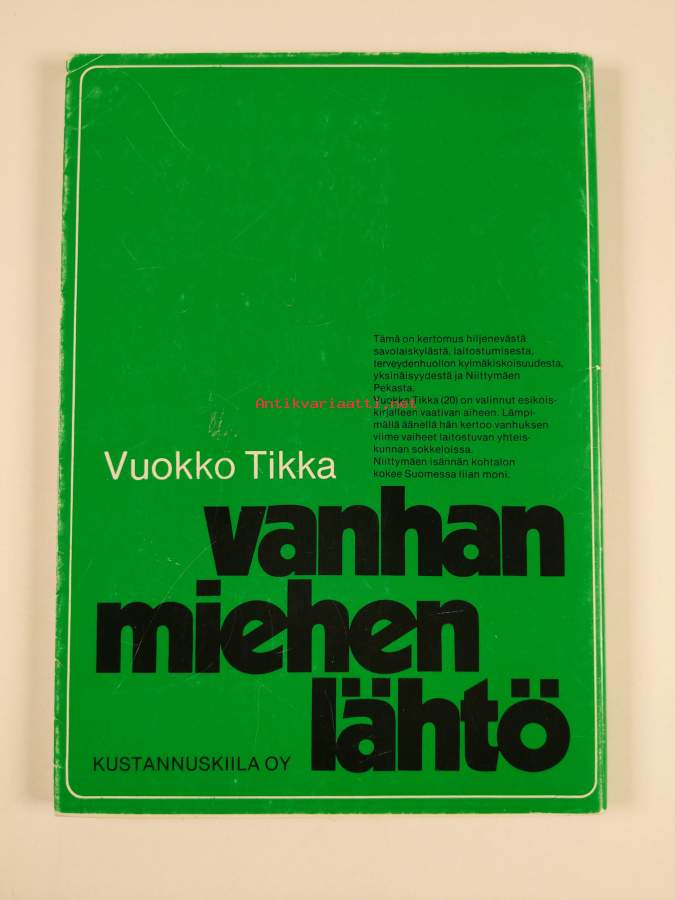 Tämä on kertomus hiljenevästä
savolaiskylästä, laitostumisesta,
terveydenhuollon kylmäkiskoisuudesta,
yksinäisyydestä ja Niittymäen
Pekasta.
Antikvariaatti.net
Vuokko Tikka (20) on valinnut esikois-
kirjalleen vaativan aiheen. Lämpi-
mällä äänellä hän kertoo vanhuksen
viime vaiheet laitostuvan yhteis-
kunnan sokkeloissa.
Niittymäen isännän kohtalon
kokee Suomessa liian moni.
Vuokko Tikka
vanhan
miehen
lähtö
KUSTANNUSKIILA OY